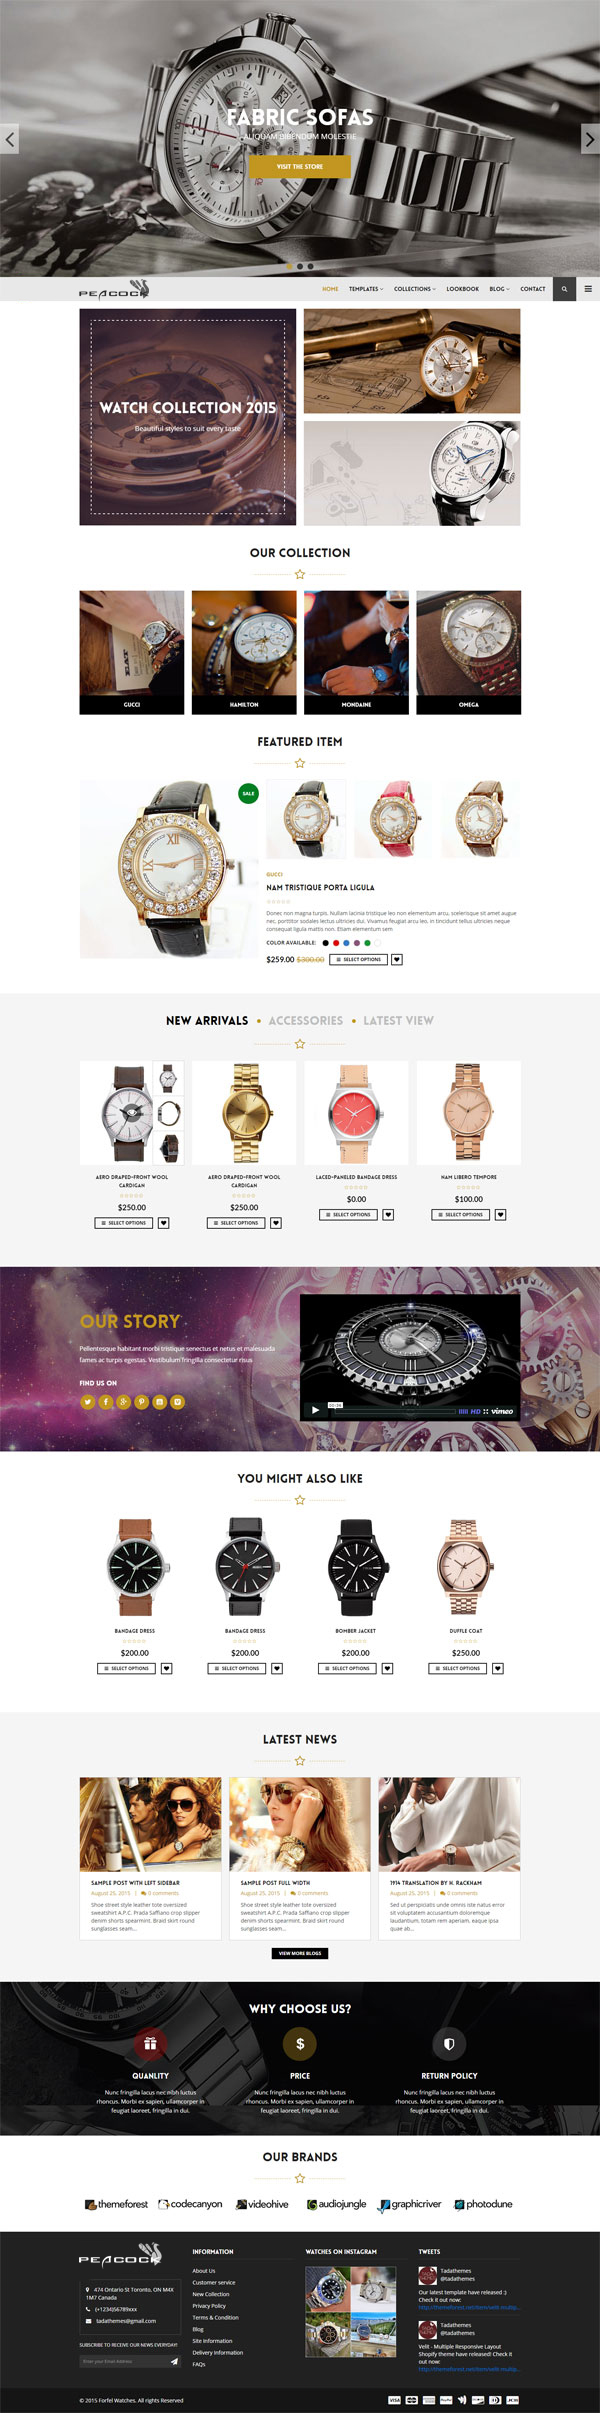 FABRIC SOFAS
ALIQUAM BIBENDUM MOLESTIE
VISIT THE STORE
PEACOCK
HOME TEMPLATES COLLECTIONS LOOKBOOK BLOG CONTACT
WATCH COLLECTION 2015
Beautiful styles to suit every taste
OUR COLLECTION
GUCCI HAMILTON MONDAINE OMEGA
FEATURED ITEM
SALE
GUCCI
NAM TRISTIQUE PORTA LIGULA
Donec non magna turpis. Nullam lacinia tristique leo non elementum arcu, scelerisque sit amet augue
nec, porttitor sodales lectus ultricies dui. Vivamus feugiat arcu leo, in tincidunt tellus ultricies neque
consequat ligula mattis non. Etiam elementum sem
COLOR AVAILABLE:
$259.00 $300.00 SELECT OPTIONS
NEW ARRIVALS • ACCESSORIES • LATEST VIEW
AERO DRAPED-FRONT WOOL
CARDIGAN
$250.00
SELECT OPTIONS
AERO DRAPED-FRONT WOOL
CARDIGAN
$250.00
SELECT OPTIONS
LACED-PANELED BANDAGE DRESS
$0.00
SELECT OPTIONS
NAM LIBERO TEMPORE
$100.00
SELECT OPTIONS
OUR STORY
Pellentesque habitant morbi tristique senectus et netus et malesuada
fames ac turpis egestas. Vestibulum fringilla consectetur risus
FIND US ON
HD vimeo
YOU MIGHT ALSO LIKE
BANDAGE DRESS
$200.00
SELECT OPTIONS
BANDAGE DRESS
$200.00
SELECT OPTIONS
BOMBER JACKET
$200.00
SELECT OPTIONS
DUFFLE COAT
$250.00
SELECT OPTIONS
LATEST NEWS
SAMPLE POST WITH LEFT SIDEBAR
August 25, 2015 | 0 comments
Shoe street style leather tote oversized
sweatshirt A.P.C. Prada Saffiano crop slipper
denim shorts spearmint. Braid skirt round
sunglasses seam...
SAMPLE POST FULL WIDTH
August 25, 2015 | 0 comments
Shoe street style leather tote oversized
sweatshirt A.P.C. Prada Saffiano crop slipper
denim shorts spearmint. Braid skirt round
sunglasses seam...
1914 TRANSLATION BY H. RACKHAM
August 25, 2015 | 0 comments
Sed ut perspiciatis unde omnis iste natus error
sit voluptatem accusantium doloremque
laudantium, totam rem aperiam, eaque ipsa
quae ab...
VIEW MORE BLOGS
WHY CHOOSE US?
QUANLITY
Nunc fringilla lacus nec nibh luctus
rhoncus. Morbi ex sapien, ullamcorper in
feugiat laoreet, fringilla in dui.
PRICE
Nunc fringilla lacus nec nibh luctus
rhoncus. Morbi ex sapien, ullamcorper in
feugiat laoreet, fringilla in dui.
RETURN POLICY
Nunc fringilla lacus nec nibh luctus
rhoncus. Morbi ex sapien, ullamcorper in
feugiat laoreet, fringilla in dui.
OUR BRANDS
themeforest codecanyon videohive audiojungle graphicriver photodune
PEACOCK
474 Ontario St Toronto, ON M4X
1M7 Canada
(+1234)56789xxx
tadathemes@gmail.com
SUBSCRIBE TO RECEIVE OUR NEWS EVERYDAY!
Enter your Email Address
INFORMATION
About Us
Customer service
New Collection
Privacy Policy
Terms & Condition
Blog
Site Information
Delivery Information
FAQs
WATCHES ON INSTAGRAM
TWEETS
Tadathemes
@tadathemes
Our latest template have released :)
Check it out now:
http://themeforest.net/item/velit-multip...
Tadathemes
@tadathemes
Velit - Multiple Responsive Layout
Shopify theme have released! Check it
out now:
http://themeforest.net/item/velit-multip...
© 2015 Forfel Watches. All rights Reserved
VISA